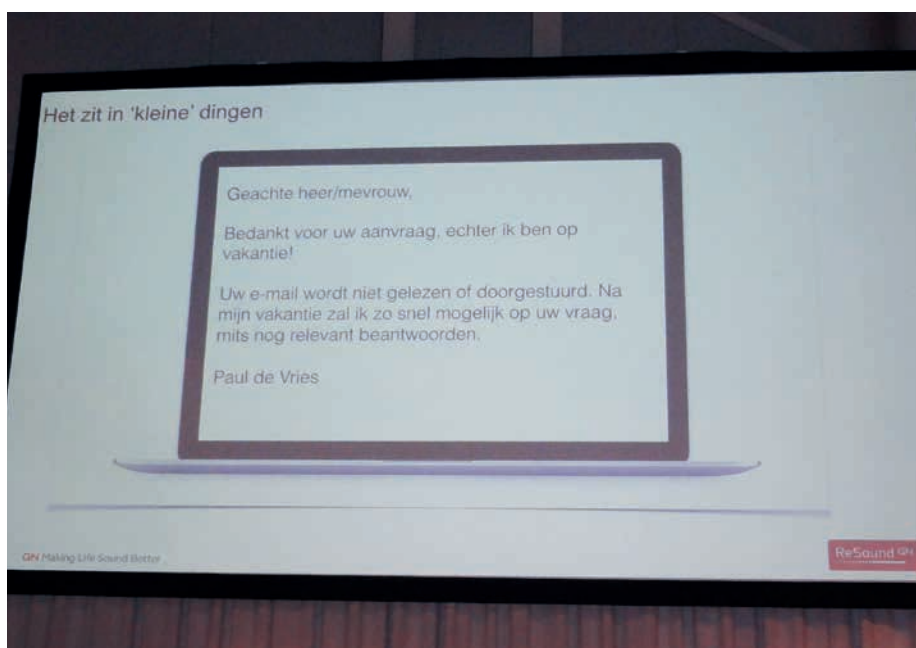 Het zit in ‘kleine’ dingen
Geachte heer/mevrouw,
Bedankt voor uw aanvraag, echter ik ben op
vakantie!
Uw e-mail wordt niet gelezen of doorgestuurd. Na
mijn vakantie zal ik zo snel mogelijk op uw vraag,
mits nog relevant beantwoorden.
Paul de Vries
GN Making Life Sound Better
ReSound GN